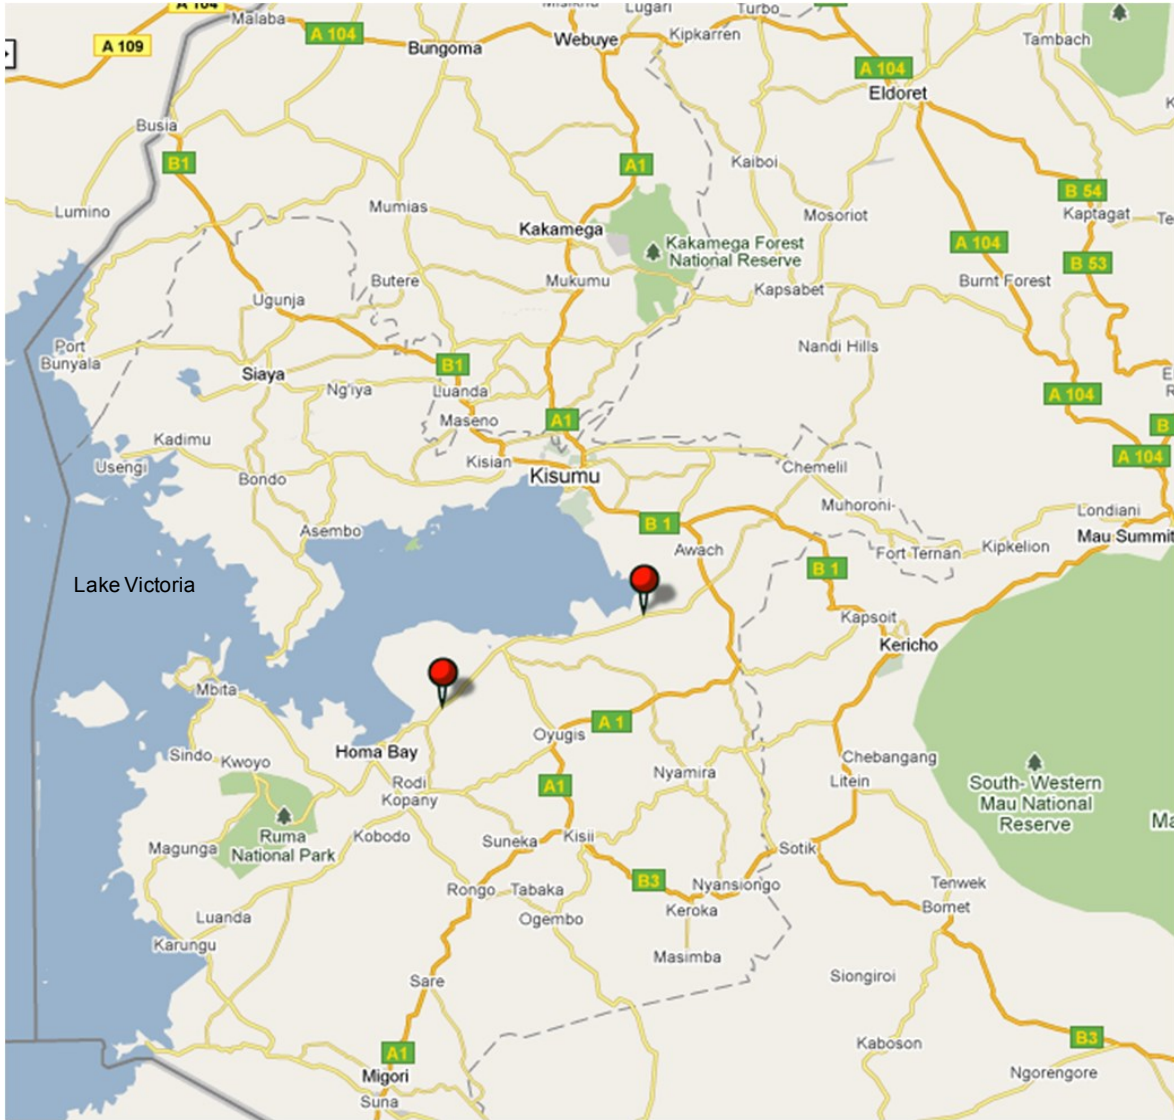 A 104
Malaba
A 109
A 104
Bungoma
Webuye
Lugari
Turbo
Kipkarren
Tambach
A 104
Eldoret
Busia
B1
A1
Kaiboi
B 54
Lumino
Mumias
Kakamega
Mosoriot
Kaptagat
Kakamega Forest
National Reserve
A 104
B 53
Butere
Mukumu
Kapsabet
Burnt Forest
Ugunja
Port
Bunyala
Nandi Hills
Siaya
B1
Ng'iya
Luanda
A 104
Maseno
A1
B
Kadimu
Usengi
Kisian
Kisumu
Chemelil
A 104
Bondo
Muhoroni-
Londiani
Asembo
B 1
Mau Summit
Awach
Fort Ternan
Kipkelion
Lake Victoria
B 1
Kapsoit
Kericho
Mbita
A 1
Oyugis
Sindo
Kwoyo
Homa Bay
Chebangang
Rodi
Kopany
Nyamira
Litein
South- Western
Mau National
Reserve
A1
Ruma
National Park
Kobodo
Suneka
Kisii
Magunga
Sotik
B3
Rongo
Tabaka
Nyansiongo
Tenwek
Luanda
Ogembo
Keroka
Bomet
Karungu
Masimba
Sare
Siongiroi
A1
Kaboson
B3
Migori
Ngorengore
Suna